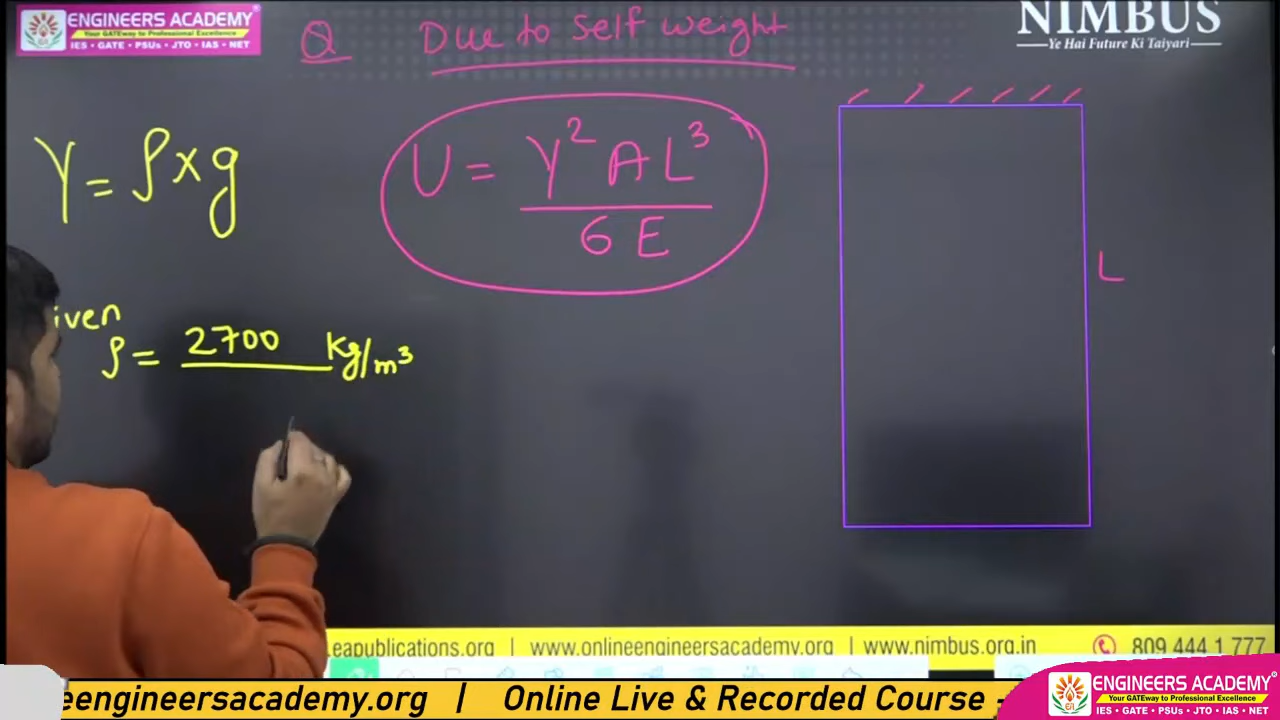 ENGINEERS ACADEMY
Your GATEway to Professional Excellence
IES • GATE • PSUs • JTO • IAS • NET
Q Due to Self weight
NIMBUS
Ye Hai Future Ki Taiyari
γ = ρ x g
U = γ² A L³ / 6 E
L
iven
ρ = 2700 Kg/m³
eapublications.org | www.onlineengineersacademy.org | www.nimbus.org.in 809 444 1 777
eengineersacademy.org | Online Live & Recorded Course -
ENGINEERS ACADEMY
Your GATEway to Professional Excellence
IES • GATE • PSUs • JTO • IAS • NET